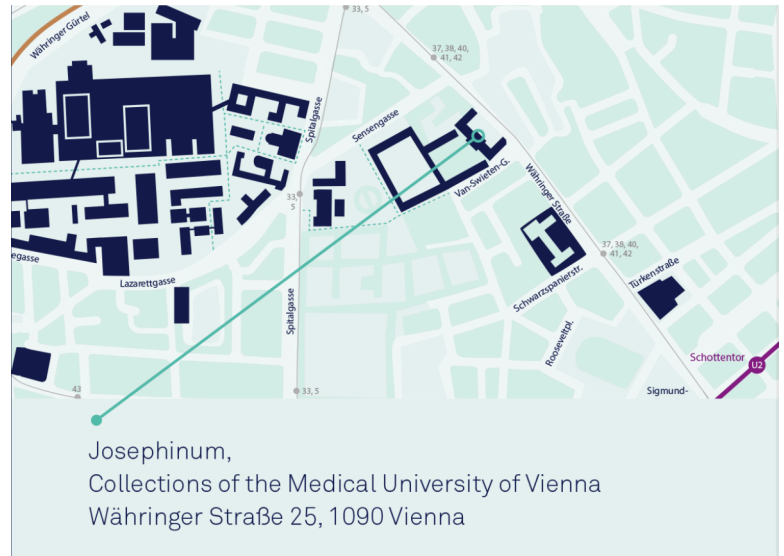 Währinger Gürtel
33, 5
37, 38, 40,
41, 42
Spitalgasse
Sensengasse
Van-Swieten-G.
Währinger Straße
33,
5
37, 38, 40,
41, 42
egasse
Lazarettgasse
Spitalgasse
Schwarzspanierstr.
Türkenstraße
Rooseveltpl.
Schottentor
U2
43
33, 5
Sigmund-
Josephinum,
Collections of the Medical University of Vienna
Währinger Straße 25, 1090 Vienna